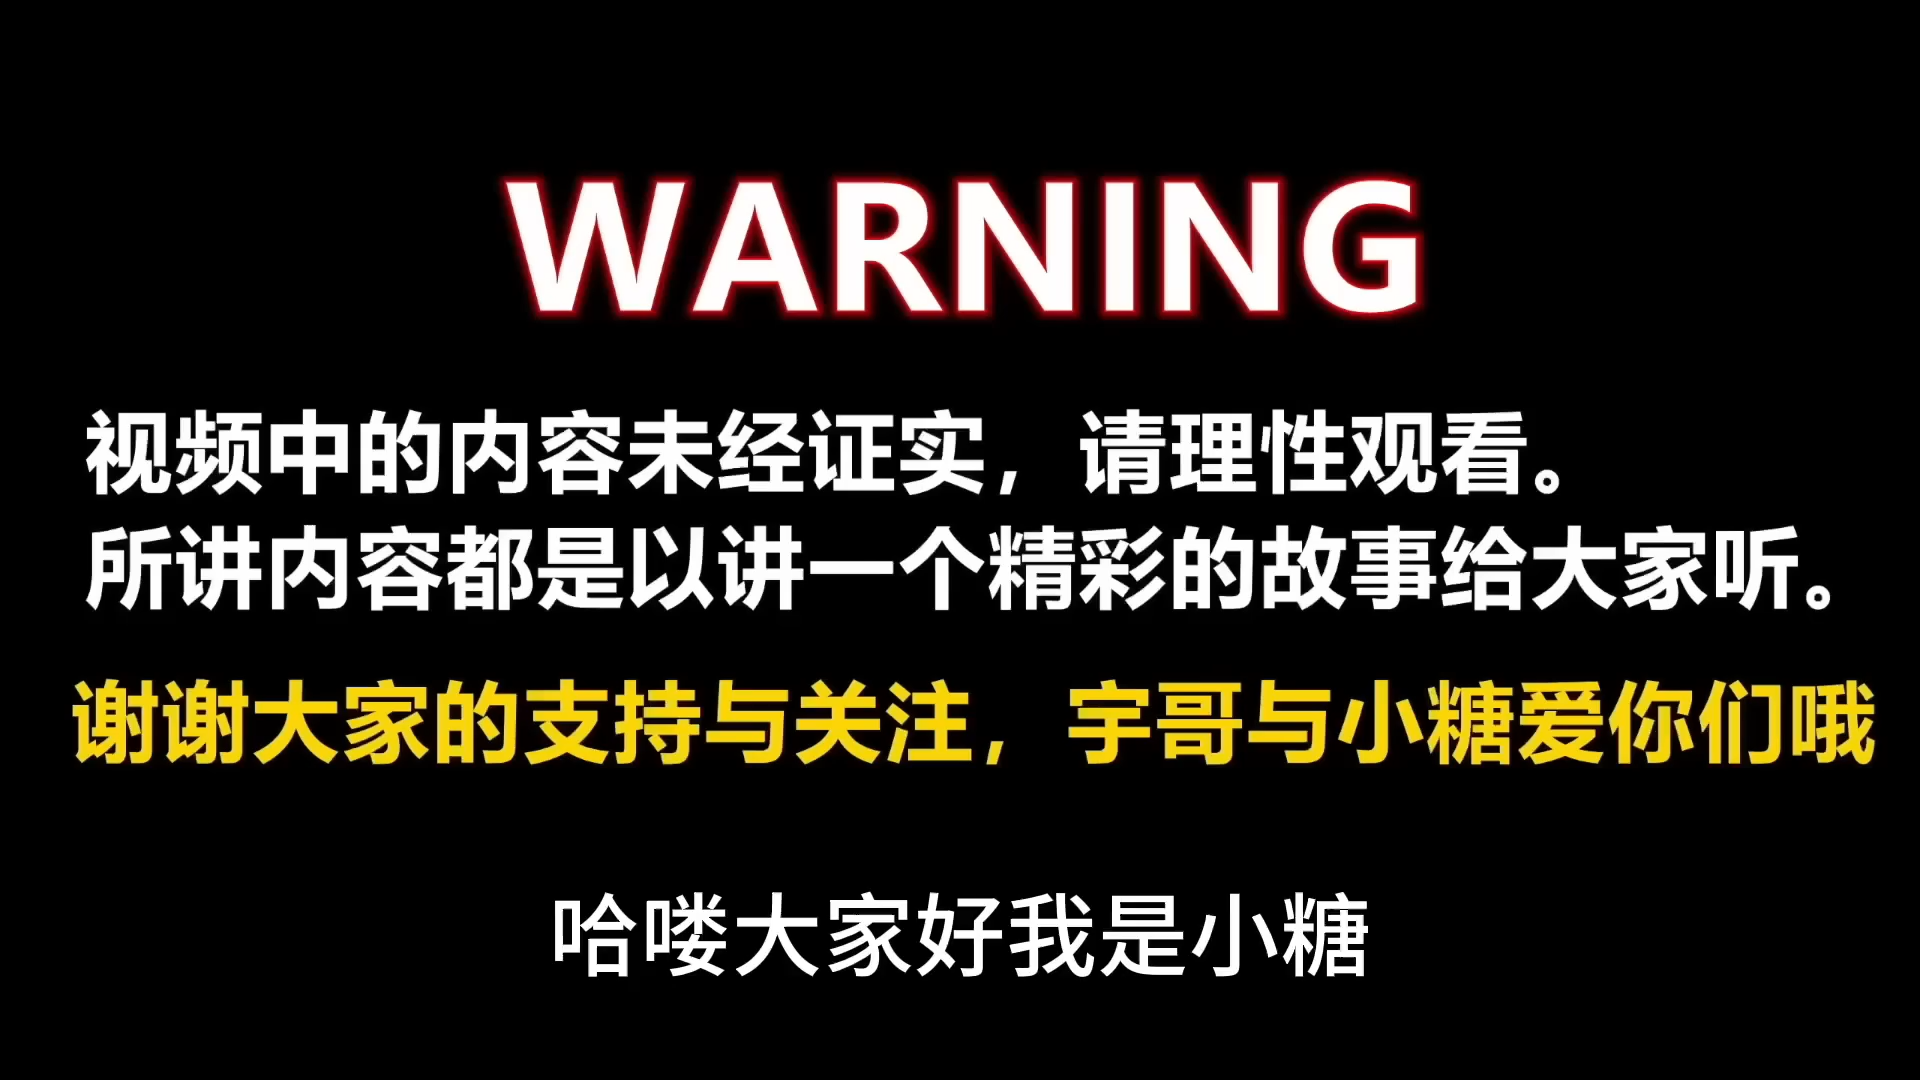 WARNING
视频中的内容未经证实，请理性观看。
所讲内容都是以讲一个精彩的故事给大家听。
谢谢大家的支持与关注，宇哥与小糖爱你们哦
哈喽大家好我是小糖